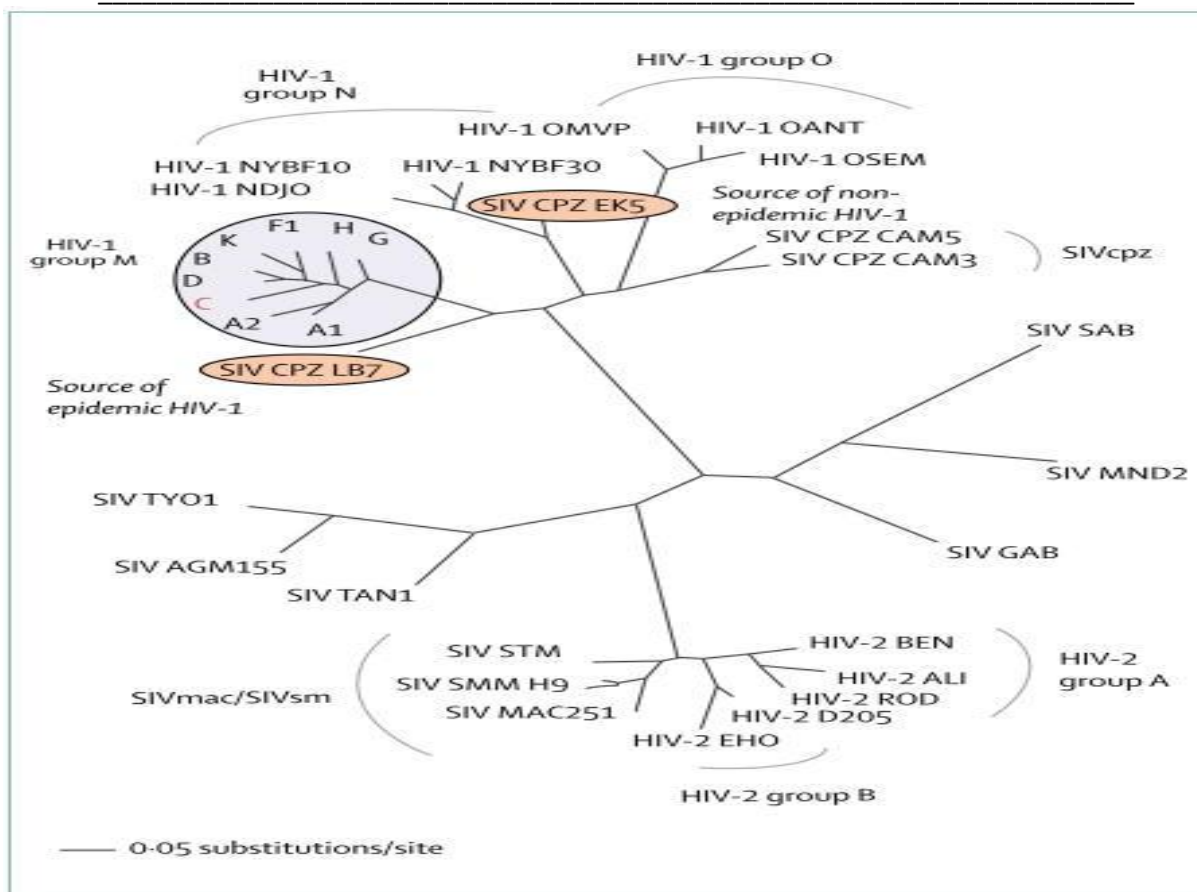 HIV-1
group N
HIV-1 group O
HIV-1 OMVP
HIV-1 OANT
HIV-1 NYBF10
HIV-1 NYBF30
HIV-1 OSEM
HIV-1 NDJO
SIV CPZ EK5
Source of non-
epidemic HIV-1
HIV-1
group M
K
F1
H
G
B
D
C
A2
A1
SIV CPZ CAM5
SIV CPZ CAM3
SIVcpz
SIV CPZ LB7
Source of
epidemic HIV-1
SIV SAB
SIV MND2
SIV GAB
SIV TYO1
SIV AGM155
SIV TAN1
SIVmac/SIVsm
SIV STM
SIV SMM H9
SIV MAC251
HIV-2 BEN
HIV-2 ALI
HIV-2 ROD
HIV-2 D205
HIV-2 EHO
HIV-2
group A
HIV-2 group B
0·05 substitutions/site